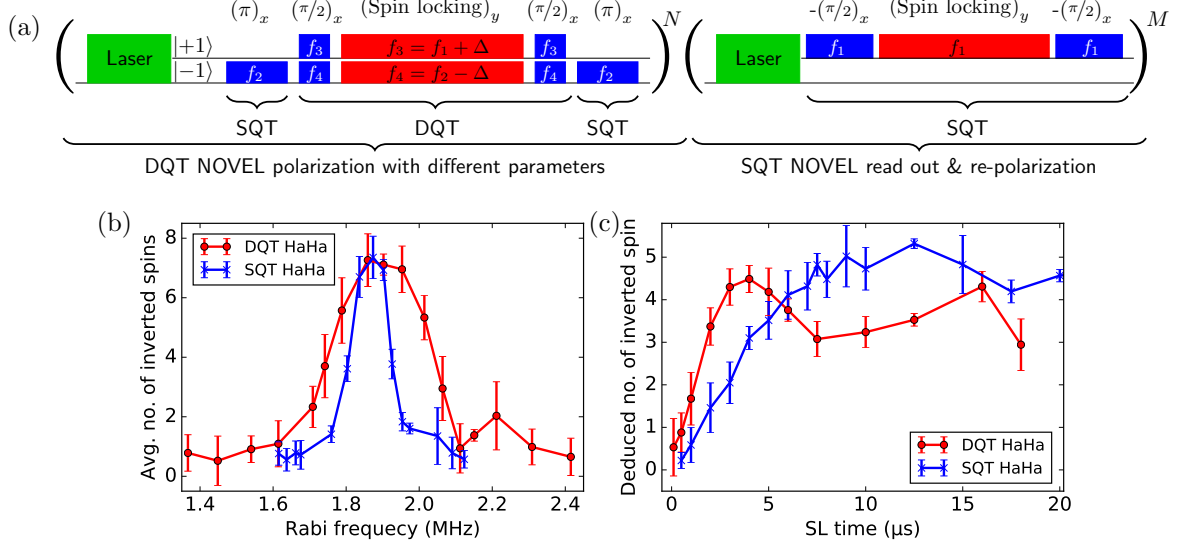 (a)
(π)ₓ (π/2)ₓ (Spin locking)ᵧ (π/2)ₓ (π)ₓ N -(π/2)ₓ (Spin locking)ᵧ -(π/2)ₓ M
Laser |+1⟩ f₃ f₃ = f₁ + Δ f₃ Laser f₁ f₁ f₁
|−1⟩ f₂ f₄ f₄ = f₂ − Δ f₄ f₂
SQT DQT SQT SQT
DQT NOVEL polarization with different parameters SQT NOVEL read out & re-polarization
(b)
Avg. no. of inverted spins
8
6
4
2
0
DQT HaHa
SQT HaHa
1.4 1.6 1.8 2.0 2.2 2.4
Rabi frequecy (MHz)
(c)
Deduced no. of inverted spin
5
4
3
2
1
0
DQT HaHa
SQT HaHa
0 5 10 15 20
SL time (µs)